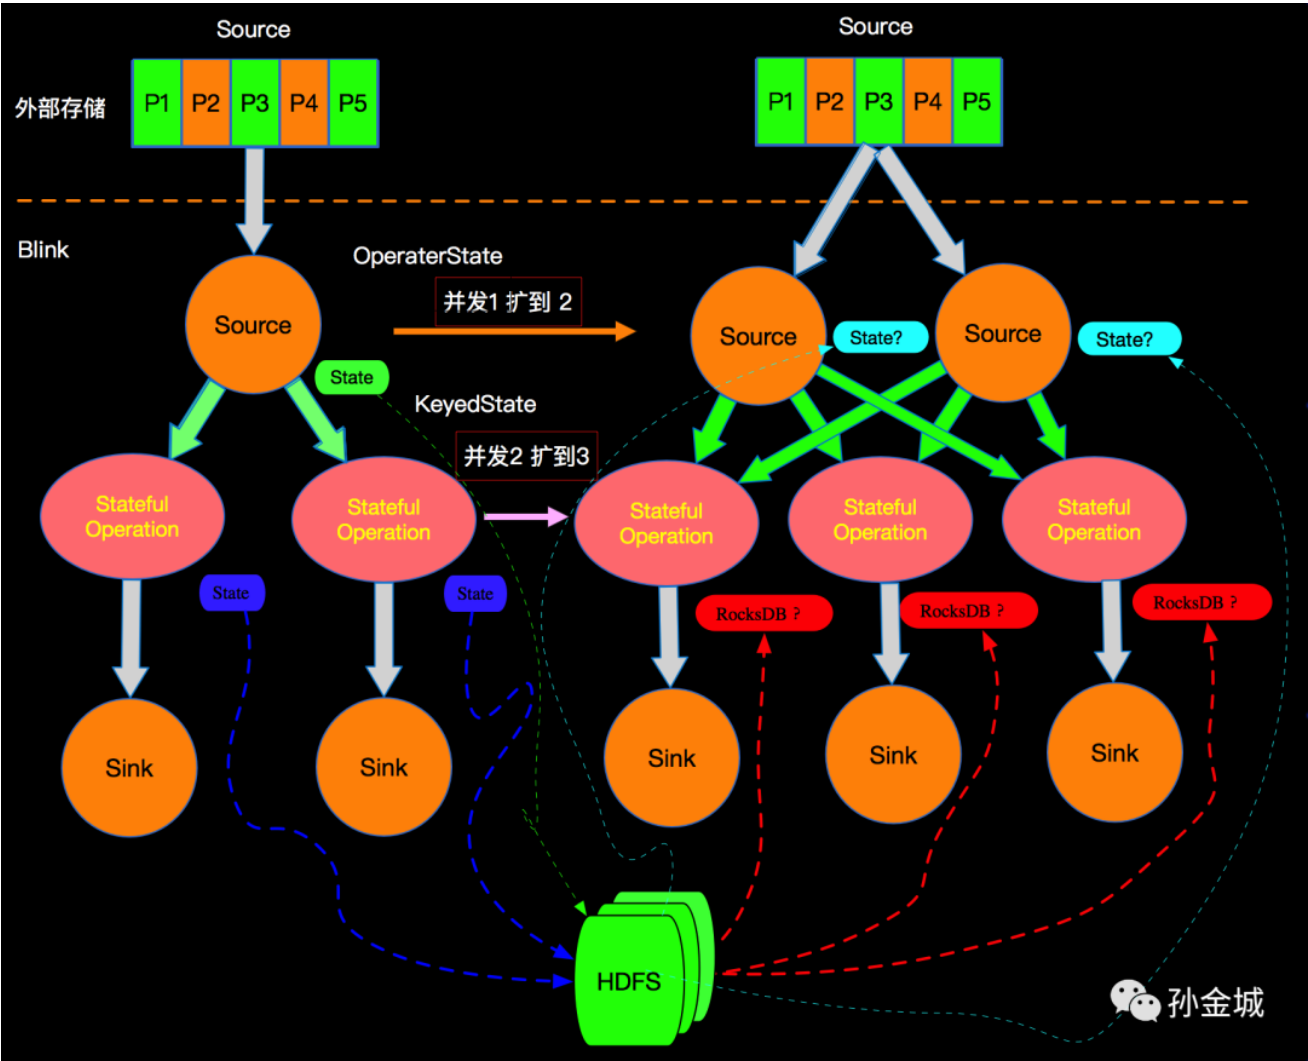 Source
Source
外部存储
P1
P2
P3
P4
P5
P1
P2
P3
P4
P5
Blink
OperaterState
并发1 扩到 2
Source
Source
State?
Source
State?
State
KeyedState
并发2 扩到3
Stateful
Operation
Stateful
Operation
Stateful
Operation
Stateful
Operation
Stateful
Operation
State
State
RocksDB ?
RocksDB ?
RocksDB ?
Sink
Sink
Sink
Sink
Sink
HDFS
孙金城